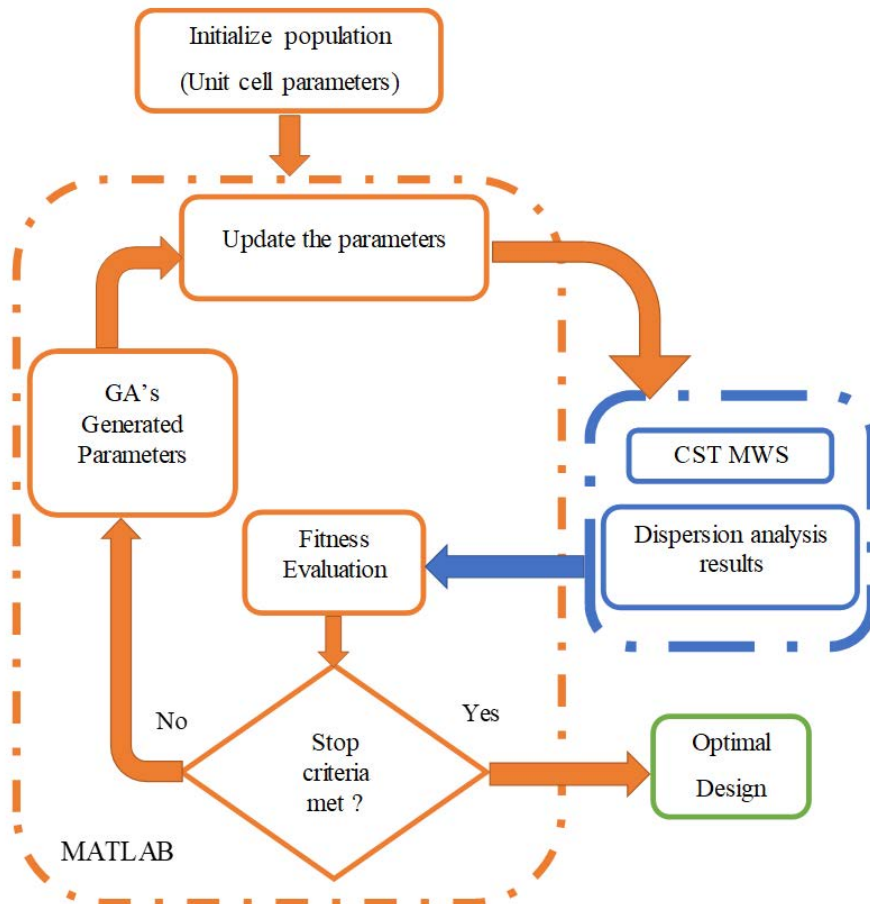 Initialize population
(Unit cell parameters)
Update the parameters
GA’s
Generated
Parameters
CST MWS
Dispersion analysis
results
Fitness
Evaluation
No
Yes
Stop
criteria
met ?
Optimal
Design
MATLAB